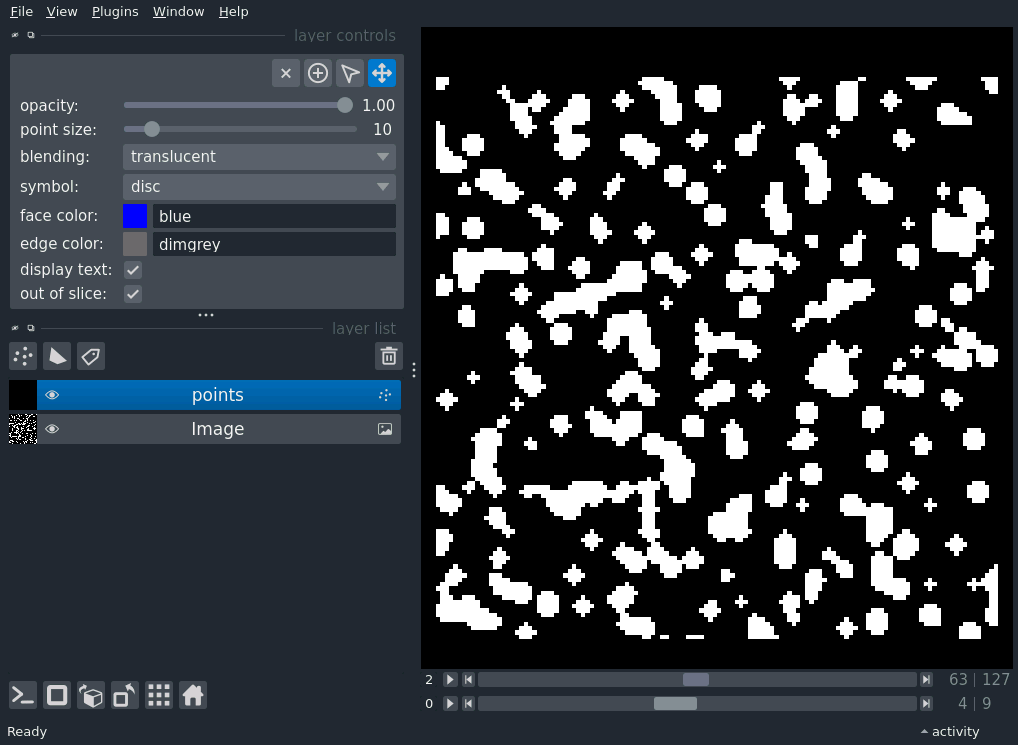 File View Plugins Window Help
layer controls
opacity: 1.00
point size: 10
blending: translucent
symbol: disc
face color: blue
edge color: dimgrey
display text:
out of slice:
layer list
points
Image
2 63 | 127
0 4 | 9
Ready activity